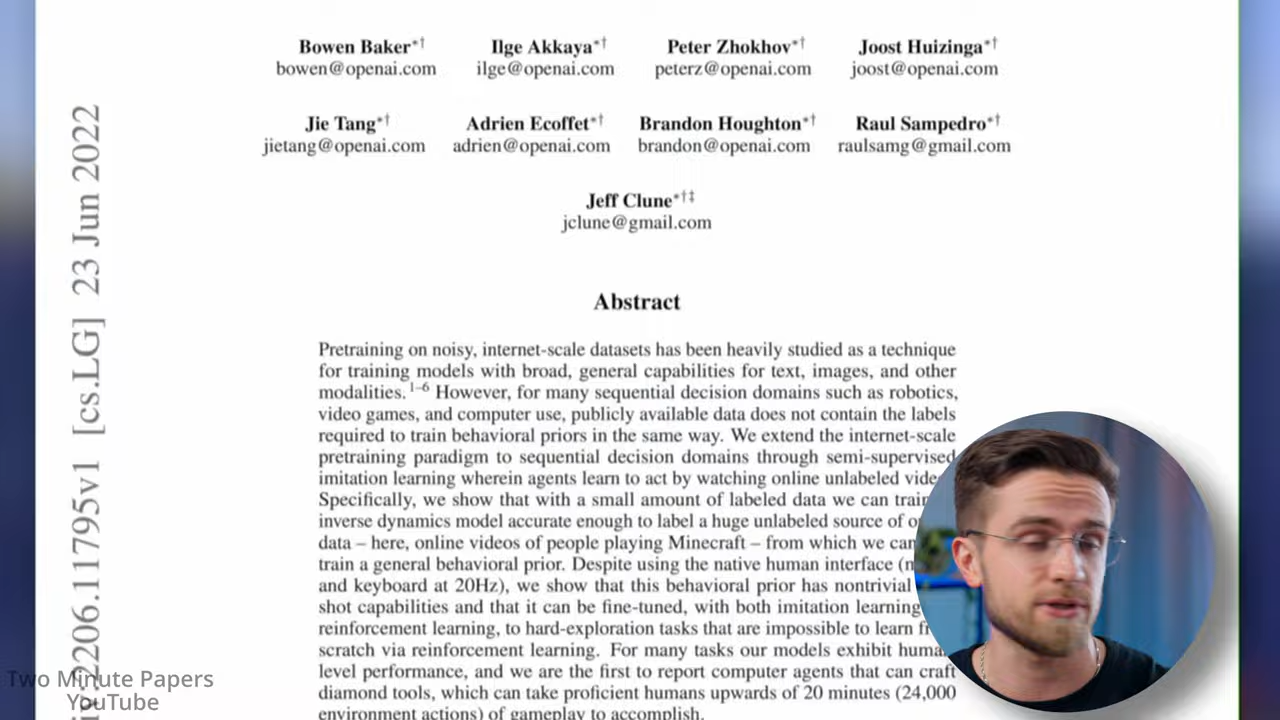 Bowen Baker*† Ilge Akkaya*† Peter Zhokhov*† Joost Huizinga*†
bowen@openai.com ilge@openai.com peterz@openai.com joost@openai.com
Jie Tang*† Adrien Ecoffet*† Brandon Houghton*† Raul Sampedro*†
jietang@openai.com adrien@openai.com brandon@openai.com raulsamg@gmail.com
Jeff Clune*†‡
jclune@gmail.com
Abstract
Pretraining on noisy, internet-scale datasets has been heavily studied as a technique
for training models with broad, general capabilities for text, images, and other
modalities.1–6 However, for many sequential decision domains such as robotics,
video games, and computer use, publicly available data does not contain the labels
required to train behavioral priors in the same way. We extend the internet-scale
pretraining paradigm to sequential decision domains through semi-supervised
imitation learning wherein agents learn to act by watching online unlabeled
Specifically, we show that with a small amount of labeled data we can train
inverse dynamics model accurate enough to label a huge unlabeled source of
data – here, online videos of people playing Minecraft – from which we can
train a general behavioral prior. Despite using the native human interface
and keyboard at 20Hz), we show that this behavioral prior has nontrivial
shot capabilities and that it can be fine-tuned, with both imitation learning
reinforcement learning, to hard-exploration tasks that are impossible to learn
scratch via reinforcement learning. For many tasks our models exhibit
level performance, and we are the first to report computer agents that can craft
diamond tools, which can take proficient humans upwards of 20 minutes (24,000
environment actions) of gameplay to accomplish.
2206.11795v1 [cs.LG] 23 Jun 2022
Two Minute Papers
YouTube